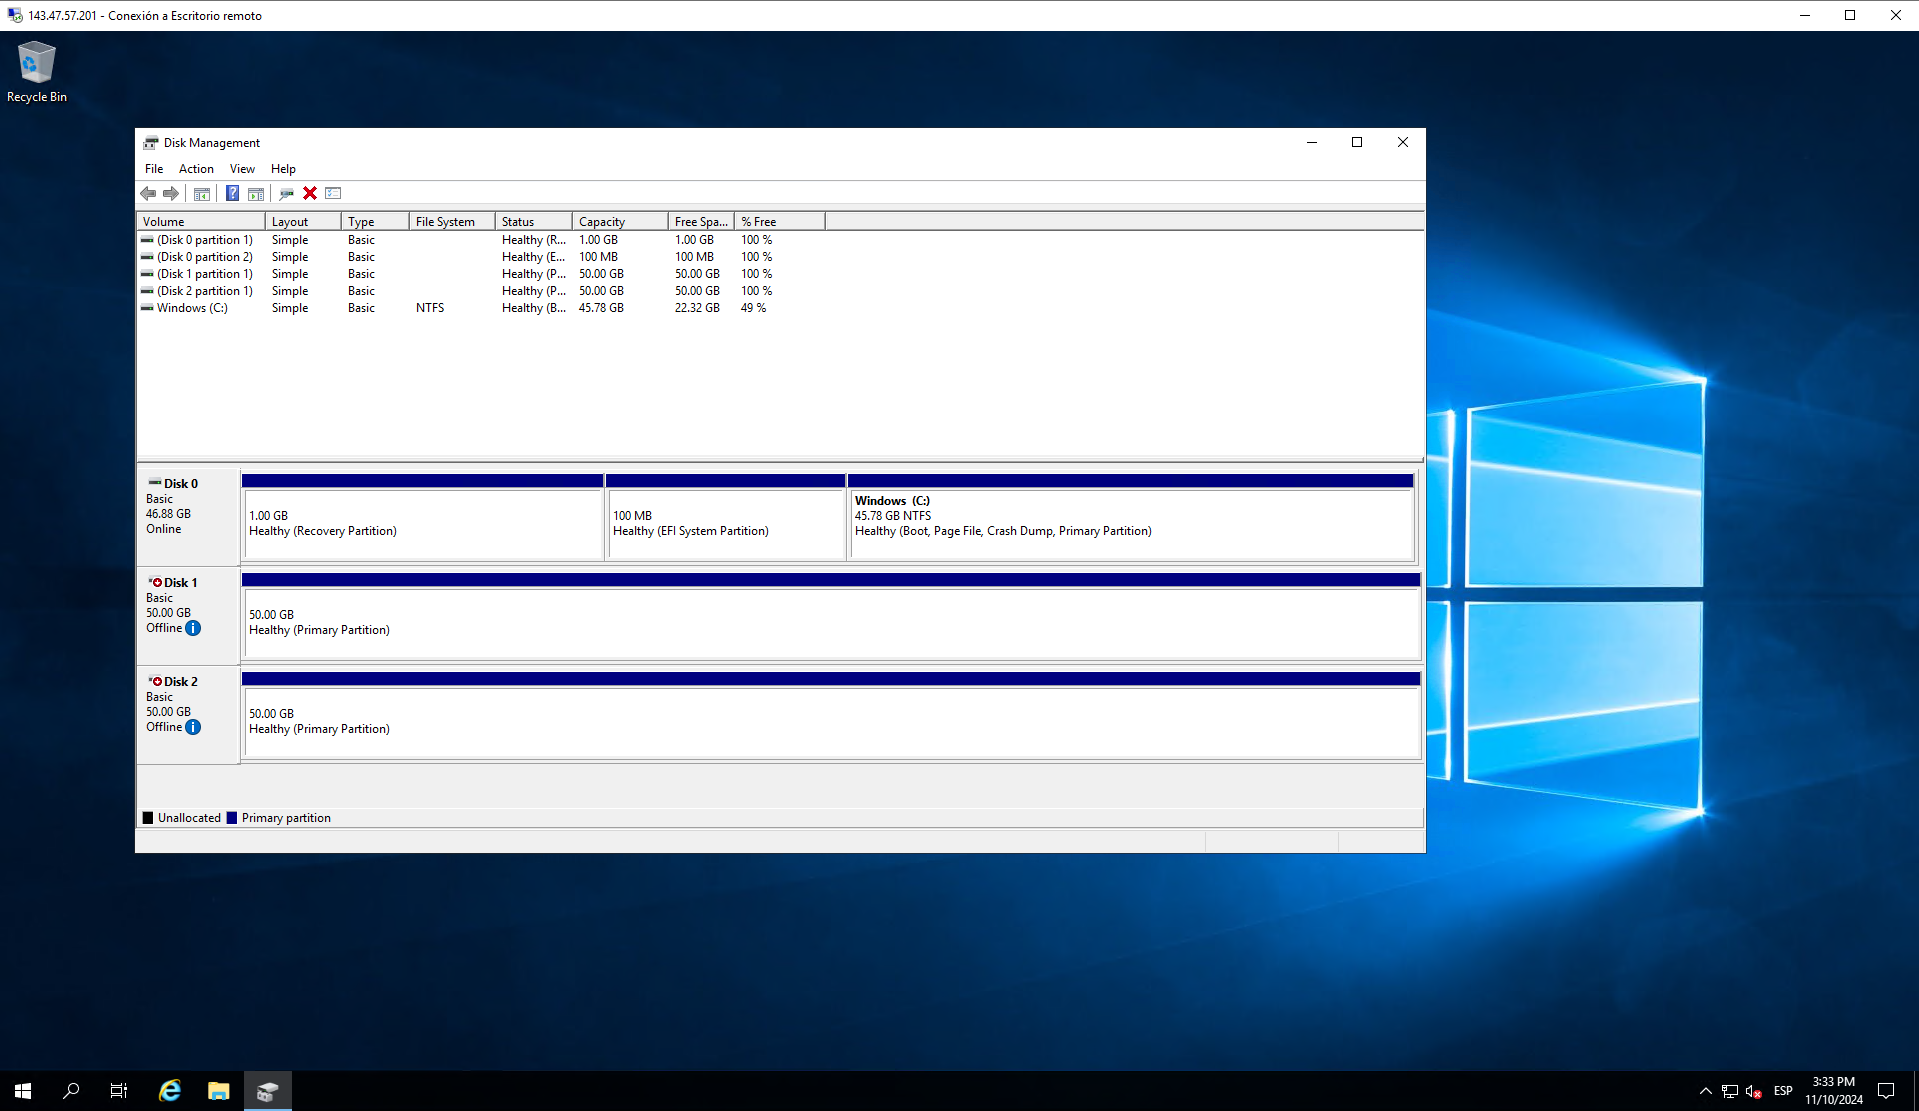 143.47.57.201 - Conexión a Escritorio remoto
Recycle Bin
Disk Management
File Action View Help
Volume Layout Type File System Status Capacity Free Spa... % Free
(Disk 0 partition 1) Simple Basic Healthy (R... 1.00 GB 1.00 GB 100 %
(Disk 0 partition 2) Simple Basic Healthy (E... 100 MB 100 MB 100 %
(Disk 1 partition 1) Simple Basic Healthy (P... 50.00 GB 50.00 GB 100 %
(Disk 2 partition 1) Simple Basic Healthy (P... 50.00 GB 50.00 GB 100 %
Windows (C:) Simple Basic NTFS Healthy (B... 45.78 GB 22.32 GB 49 %
Disk 0
Basic
46.88 GB
Online
1.00 GB
Healthy (Recovery Partition)
100 MB
Healthy (EFI System Partition)
Windows (C:)
45.78 GB NTFS
Healthy (Boot, Page File, Crash Dump, Primary Partition)
Disk 1
Basic
50.00 GB
Offline
50.00 GB
Healthy (Primary Partition)
Disk 2
Basic
50.00 GB
Offline
50.00 GB
Healthy (Primary Partition)
Unallocated Primary partition
ESP
3:33 PM
11/10/2024